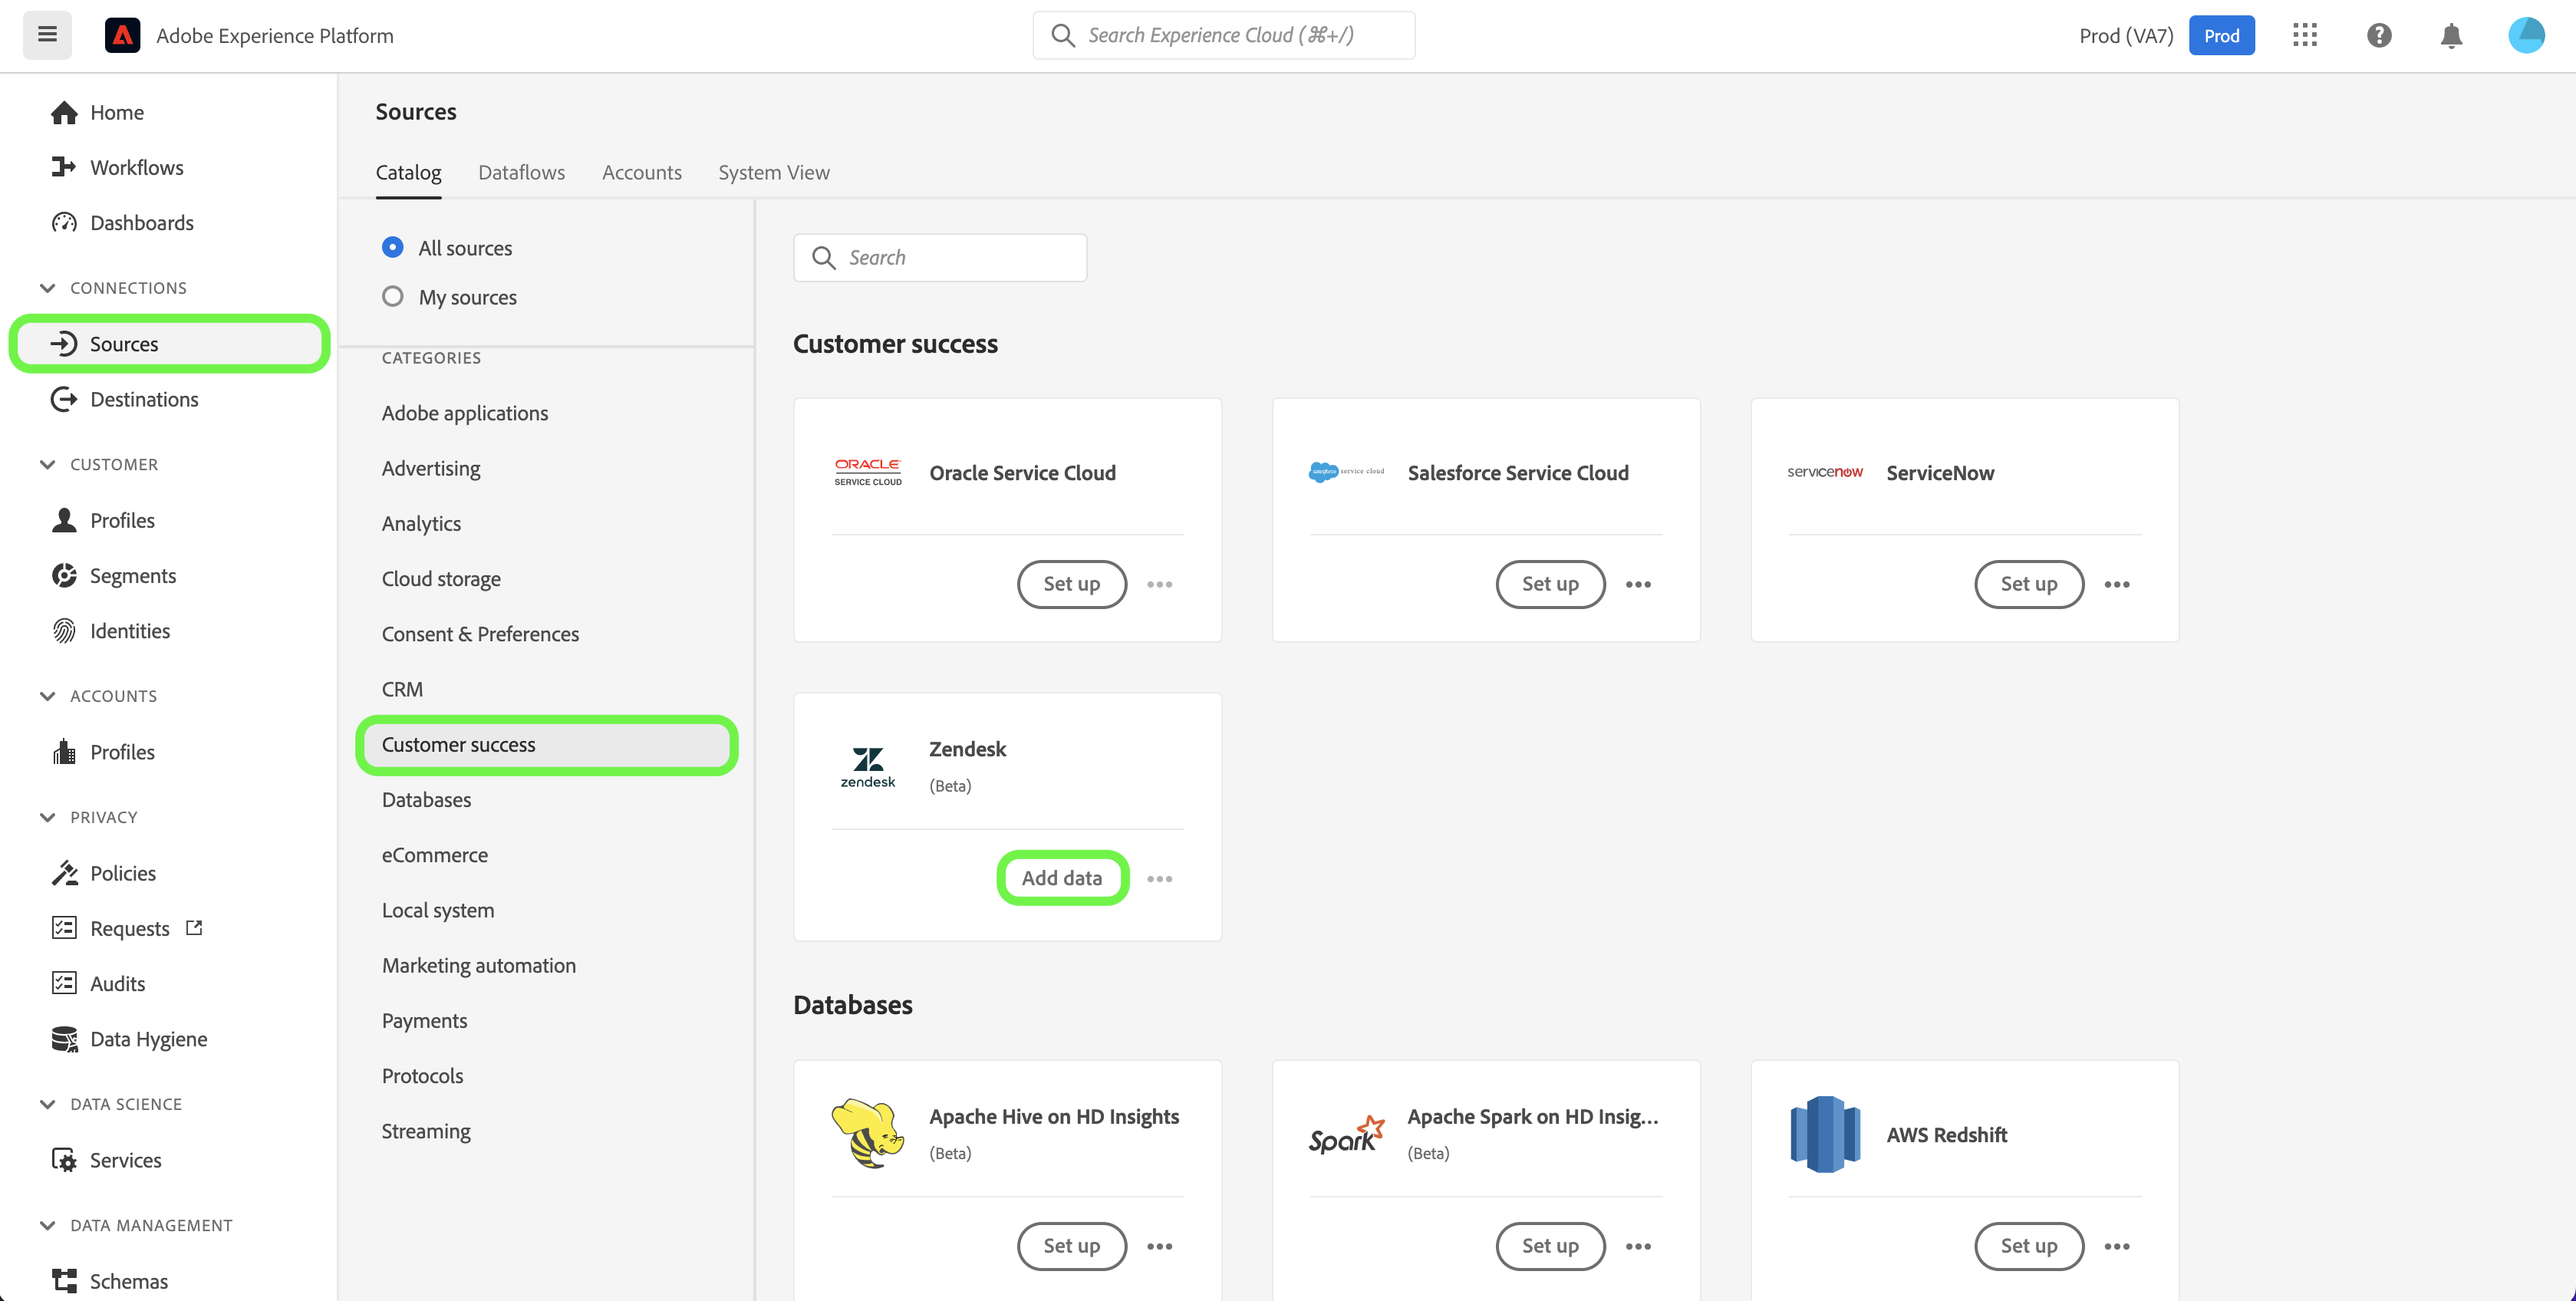 Adobe Experience Platform
Search Experience Cloud (⌘+/)
Prod (VA7)
Prod
Home
Workflows
Dashboards
CONNECTIONS
Sources
Destinations
CUSTOMER
Profiles
Segments
Identities
ACCOUNTS
Profiles
PRIVACY
Policies
Requests
Audits
Data Hygiene
DATA SCIENCE
Services
DATA MANAGEMENT
Schemas
Sources
Catalog Dataflows Accounts System View
All sources
My sources
CATEGORIES
Adobe applications
Advertising
Analytics
Cloud storage
Consent & Preferences
CRM
Customer success
Databases
eCommerce
Local system
Marketing automation
Payments
Protocols
Streaming
Search
Customer success
ORACLE
SERVICE CLOUD
Oracle Service Cloud
Set up
salesforce service cloud
Salesforce Service Cloud
Set up
servicenow
ServiceNow
Set up
zendesk
Zendesk
(Beta)
Add data
Databases
Apache Hive on HD Insights
(Beta)
Set up
Spark
Apache Spark on HD Insig...
(Beta)
Set up
AWS Redshift
Set up